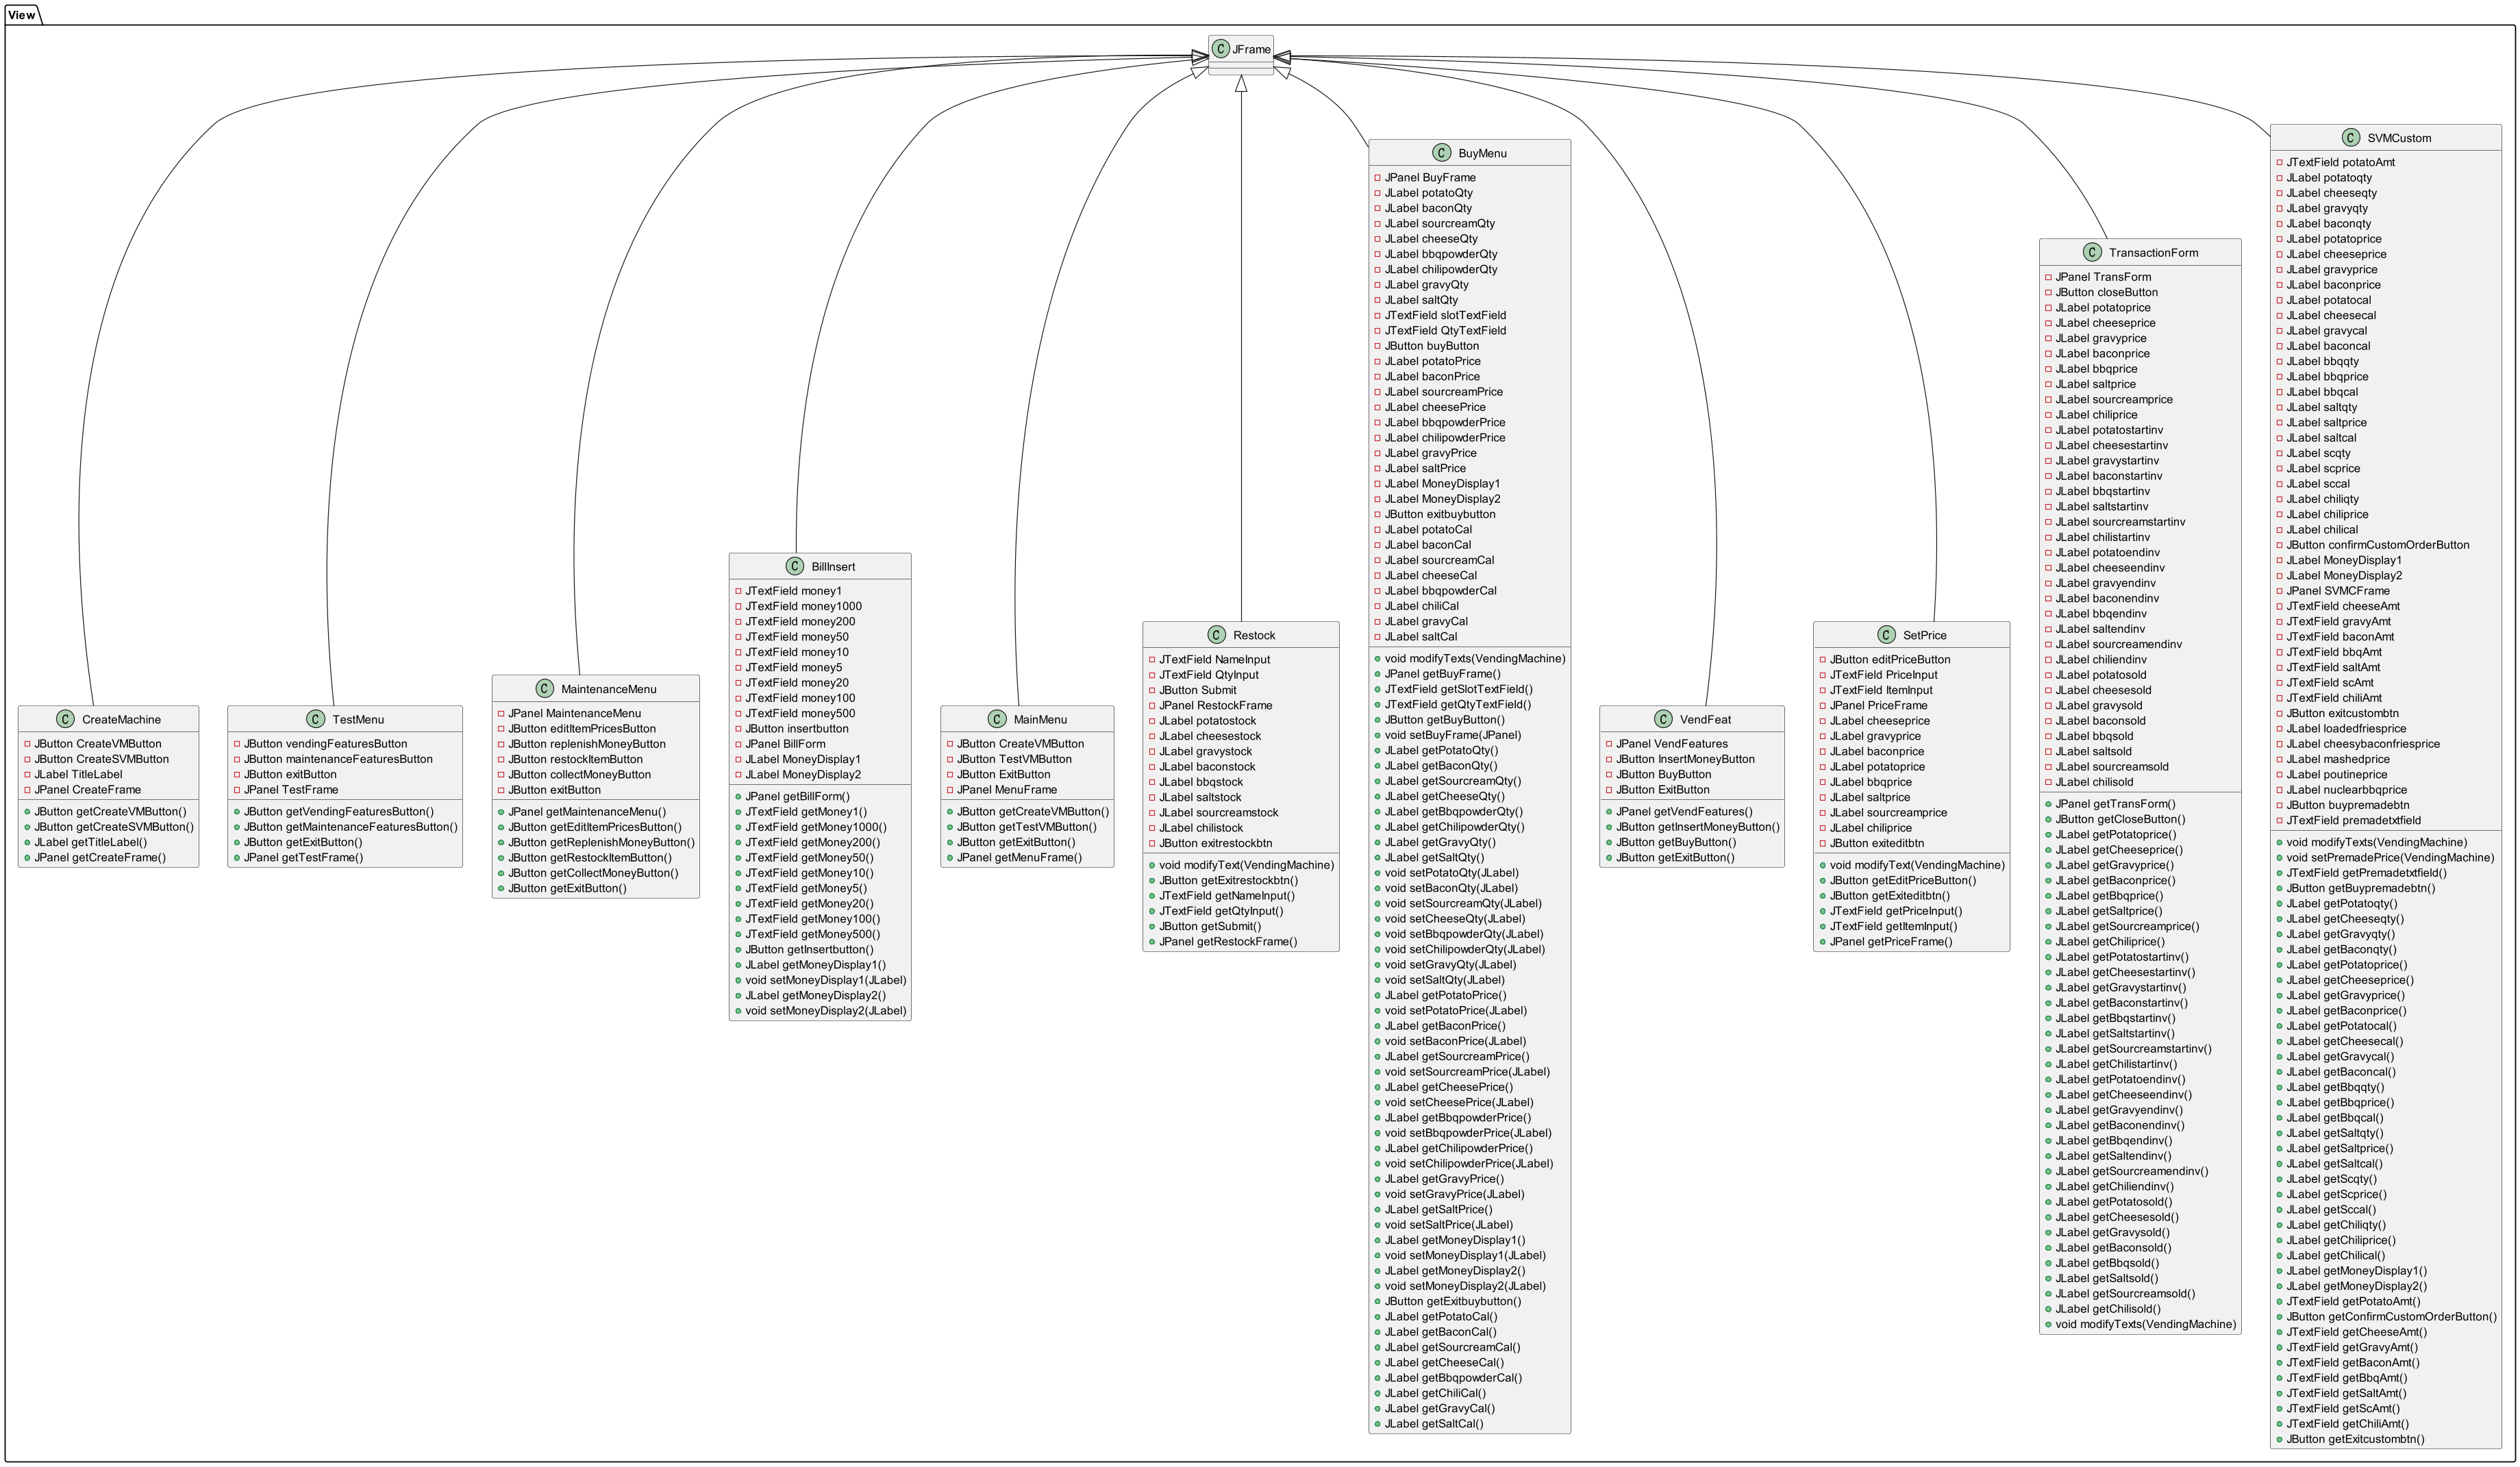 View
C JFrame
C CreateMachine
JButton CreateVMButton
JButton CreateSVMButton
JLabel TitleLabel
JPanel CreateFrame
JButton getCreateVMButton()
JButton getCreateSVMButton()
JLabel getTitleLabel()
JPanel getCreateFrame()
C TestMenu
JButton vendingFeaturesButton
JButton maintenanceFeaturesButton
JButton exitButton
JPanel TestFrame
JButton getVendingFeaturesButton()
JButton getMaintenanceFeaturesButton()
JButton getExitButton()
JPanel getTestFrame()
C MaintenanceMenu
JPanel MaintenanceMenu
JButton editItemPricesButton
JButton replenishMoneyButton
JButton restockItemButton
JButton collectMoneyButton
JButton exitButton
JPanel getMaintenanceMenu()
JButton getEditItemPricesButton()
JButton getReplenishMoneyButton()
JButton getRestockItemButton()
JButton getCollectMoneyButton()
JButton getExitButton()
C BillInsert
JTextField money1
JTextField money1000
JTextField money200
JTextField money50
JTextField money10
JTextField money5
JTextField money20
JTextField money100
JTextField money500
JButton insertbutton
JPanel BillForm
JLabel MoneyDisplay1
JLabel MoneyDisplay2
JPanel getBillForm()
JTextField getMoney1()
JTextField getMoney1000()
JTextField getMoney200()
JTextField getMoney50()
JTextField getMoney10()
JTextField getMoney5()
JTextField getMoney20()
JTextField getMoney100()
JTextField getMoney500()
JButton getInsertbutton()
JLabel getMoneyDisplay1()
void setMoneyDisplay1(JLabel)
JLabel getMoneyDisplay2()
void setMoneyDisplay2(JLabel)
C MainMenu
JButton CreateVMButton
JButton TestVMButton
JButton ExitButton
JPanel MenuFrame
JButton getCreateVMButton()
JButton getTestVMButton()
JButton getExitButton()
JPanel getMenuFrame()
C Restock
JTextField NameInput
JTextField QtyInput
JButton Submit
JPanel RestockFrame
JLabel potatostock
JLabel cheesestock
JLabel gravystock
JLabel baconstock
JLabel bbqstock
JLabel saltstock
JLabel sourcreamstock
JLabel chilistock
JButton exitrestockbtn
void modifyText(VendingMachine)
JButton getExitrestockbtn()
JTextField getNameInput()
JTextField getQtyInput()
JButton getSubmit()
JPanel getRestockFrame()
C BuyMenu
JPanel BuyFrame
JLabel potatoQty
JLabel baconQty
JLabel sourcreamQty
JLabel cheeseQty
JLabel bbqpowderQty
JLabel chilipowderQty
JLabel gravyQty
JLabel saltQty
JTextField slotTextField
JTextField QtyTextField
JButton buyButton
JLabel potatoPrice
JLabel baconPrice
JLabel sourcreamPrice
JLabel cheesePrice
JLabel bbqpowderPrice
JLabel chilipowderPrice
JLabel gravyPrice
JLabel saltPrice
JLabel MoneyDisplay1
JLabel MoneyDisplay2
JButton exitbuybutton
JLabel potatoCal
JLabel baconCal
JLabel sourcreamCal
JLabel cheeseCal
JLabel bbqpowderCal
JLabel chiliCal
JLabel gravyCal
JLabel saltCal
void modifyTexts(VendingMachine)
JPanel getBuyFrame()
JTextField getSlotTextField()
JTextField getQtyTextField()
JButton getBuyButton()
void setBuyFrame(JPanel)
JLabel getPotatoQty()
JLabel getBaconQty()
JLabel getSourcreamQty()
JLabel getCheeseQty()
JLabel getBbqpowderQty()
JLabel getChilipowderQty()
JLabel getGravyQty()
JLabel getSaltQty()
void setPotatoQty(JLabel)
void setBaconQty(JLabel)
void setSourcreamQty(JLabel)
void setCheeseQty(JLabel)
void setBbqpowderQty(JLabel)
void setChilipowderQty(JLabel)
void setGravyQty(JLabel)
void setSaltQty(JLabel)
JLabel getPotatoPrice()
void setPotatoPrice(JLabel)
JLabel getBaconPrice()
void setBaconPrice(JLabel)
JLabel getSourcreamPrice()
void setSourcreamPrice(JLabel)
JLabel getCheesePrice()
void setCheesePrice(JLabel)
JLabel getBbqpowderPrice()
void setBbqpowderPrice(JLabel)
JLabel getChilipowderPrice()
void setChilipowderPrice(JLabel)
JLabel getGravyPrice()
void setGravyPrice(JLabel)
JLabel getSaltPrice()
void setSaltPrice(JLabel)
JLabel getMoneyDisplay1()
void setMoneyDisplay1(JLabel)
JLabel getMoneyDisplay2()
void setMoneyDisplay2(JLabel)
JButton getExitbuybutton()
JLabel getPotatoCal()
JLabel getBaconCal()
JLabel getSourcreamCal()
JLabel getCheeseCal()
JLabel getBbqpowderCal()
JLabel getChiliCal()
JLabel getGravyCal()
JLabel getSaltCal()
C VendFeat
JPanel VendFeatures
JButton InsertMoneyButton
JButton BuyButton
JButton ExitButton
JPanel getVendFeatures()
JButton getInsertMoneyButton()
JButton getBuyButton()
JButton getExitButton()
C SetPrice
JButton editPriceButton
JTextField PriceInput
JTextField ItemInput
JPanel PriceFrame
JLabel cheeseprice
JLabel gravyprice
JLabel baconprice
JLabel potatoprice
JLabel bbqprice
JLabel saltprice
JLabel sourcreamprice
JLabel chiliprice
JButton exiteditbtn
void modifyText(VendingMachine)
JButton getEditPriceButton()
JButton getExiteditbtn()
JTextField getPriceInput()
JTextField getItemInput()
JPanel getPriceFrame()
C TransactionForm
JPanel TransForm
JButton closeButton
JLabel potatoprice
JLabel cheeseprice
JLabel gravyprice
JLabel baconprice
JLabel bbqprice
JLabel saltprice
JLabel sourcreamprice
JLabel chiliprice
JLabel potatostartinv
JLabel cheesestartinv
JLabel gravystartinv
JLabel baconstartinv
JLabel bbqstartinv
JLabel saltstartinv
JLabel sourcreamstartinv
JLabel chilistartinv
JLabel potatoendinv
JLabel cheeseendinv
JLabel gravyendinv
JLabel baconendinv
JLabel bbqendinv
JLabel saltendinv
JLabel sourcreamendinv
JLabel chiliendinv
JLabel potatosold
JLabel cheesesold
JLabel gravysold
JLabel baconsold
JLabel bbqsold
JLabel saltsold
JLabel sourcreamsold
JLabel chilisold
JPanel getTransForm()
JButton getCloseButton()
JLabel getPotatoprice()
JLabel getCheeseprice()
JLabel getGravyprice()
JLabel getBaconprice()
JLabel getBbqprice()
JLabel getSaltprice()
JLabel getSourcreamprice()
JLabel getChiliprice()
JLabel getPotatostartinv()
JLabel getCheesestartinv()
JLabel getGravystartinv()
JLabel getBaconstartinv()
JLabel getBbqstartinv()
JLabel getSaltstartinv()
JLabel getSourcreamstartinv()
JLabel getChilistartinv()
JLabel getPotatoendinv()
JLabel getCheeseendinv()
JLabel getGravyendinv()
JLabel getBaconendinv()
JLabel getBbqendinv()
JLabel getSaltendinv()
JLabel getSourcreamendinv()
JLabel getChiliendinv()
JLabel getPotatosold()
JLabel getCheesesold()
JLabel getGravysold()
JLabel getBaconsold()
JLabel getBbqsold()
JLabel getSaltsold()
JLabel getSourcreamsold()
JLabel getChilisold()
void modifyTexts(VendingMachine)
C SVMCustom
JTextField potatoAmt
JLabel potatoqty
JLabel cheeseqty
JLabel gravyqty
JLabel baconqty
JLabel potatoprice
JLabel cheeseprice
JLabel gravyprice
JLabel baconprice
JLabel potatocal
JLabel cheesecal
JLabel gravycal
JLabel baconcal
JLabel bbqqty
JLabel bbqprice
JLabel bbqcal
JLabel saltqty
JLabel saltprice
JLabel saltcal
JLabel scqty
JLabel scprice
JLabel sccal
JLabel chiliqty
JLabel chiliprice
JLabel chilical
JButton confirmCustomOrderButton
JLabel MoneyDisplay1
JLabel MoneyDisplay2
JPanel SVMCFrame
JTextField cheeseAmt
JTextField gravyAmt
JTextField baconAmt
JTextField bbqAmt
JTextField saltAmt
JTextField scAmt
JTextField chiliAmt
JButton exitcustombtn
JLabel loadedfriesprice
JLabel cheesybaconfriesprice
JLabel mashedprice
JLabel poutineprice
JLabel nuclearbbqprice
JButton buypremadebtn
JTextField premadetxtfield
void modifyTexts(VendingMachine)
void setPremadePrice(VendingMachine)
JTextField getPremadetxtfield()
JButton getBuypremadebtn()
JLabel getPotatoqty()
JLabel getCheeseqty()
JLabel getGravyqty()
JLabel getBaconqty()
JLabel getPotatoprice()
JLabel getCheeseprice()
JLabel getGravyprice()
JLabel getBaconprice()
JLabel getPotatocal()
JLabel getCheesecal()
JLabel getGravycal()
JLabel getBaconcal()
JLabel getBbqqty()
JLabel getBbqprice()
JLabel getBbqcal()
JLabel getSaltqty()
JLabel getSaltprice()
JLabel getSaltcal()
JLabel getScqty()
JLabel getScprice()
JLabel getSccal()
JLabel getChiliqty()
JLabel getChiliprice()
JLabel getChilical()
JLabel getMoneyDisplay1()
JLabel getMoneyDisplay2()
JTextField getPotatoAmt()
JButton getConfirmCustomOrderButton()
JTextField getCheeseAmt()
JTextField getGravyAmt()
JTextField getBaconAmt()
JTextField getBbqAmt()
JTextField getSaltAmt()
JTextField getScAmt()
JTextField getChiliAmt()
JButton getExitcustombtn()